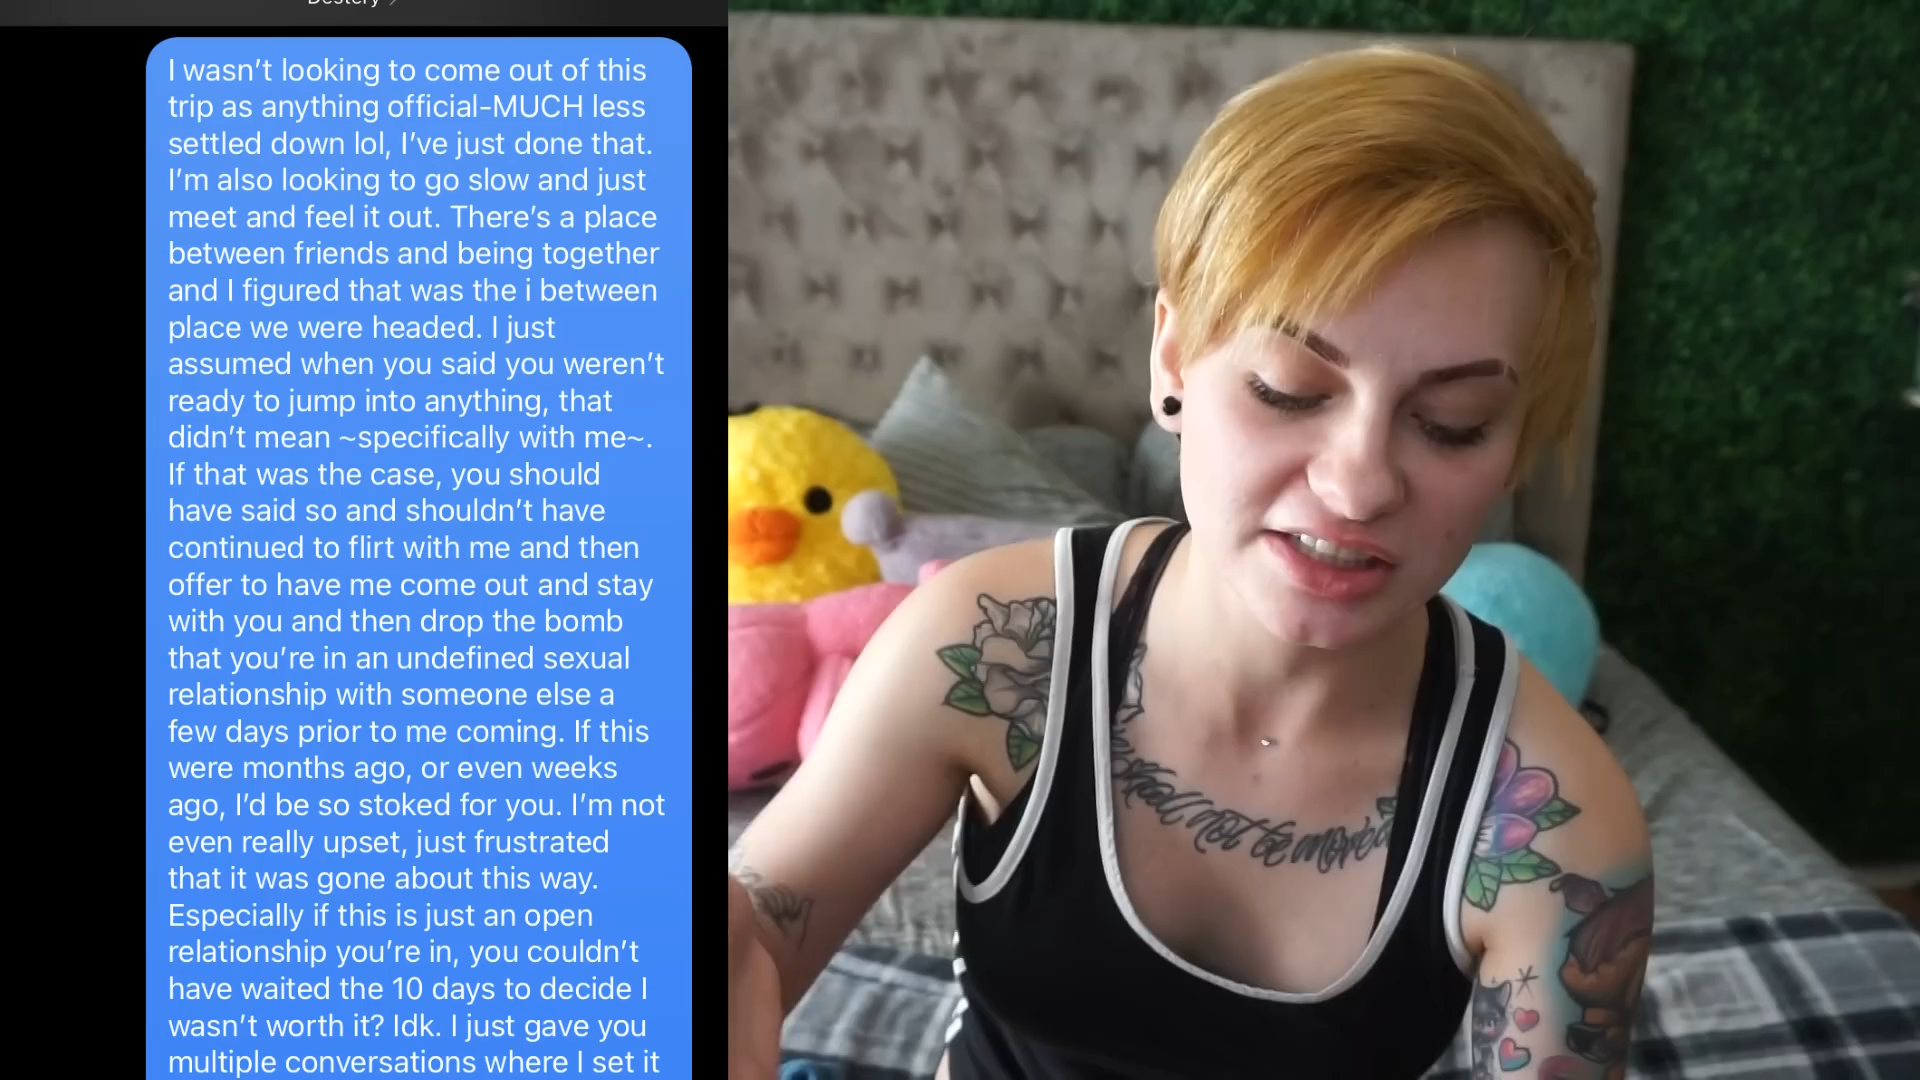 Destery >
I wasn't looking to come out of this
trip as anything official-MUCH less
settled down lol, I've just done that.
I'm also looking to go slow and just
meet and feel it out. There's a place
between friends and being together
and I figured that was the i between
place we were headed. I just
assumed when you said you weren't
ready to jump into anything, that
didn't mean ~specifically with me~.
If that was the case, you should
have said so and shouldn't have
continued to flirt with me and then
offer to have me come out and stay
with you and then drop the bomb
that you're in an undefined sexual
relationship with someone else a
few days prior to me coming. If this
were months ago, or even weeks
ago, I'd be so stoked for you. I'm not
even really upset, just frustrated
that it was gone about this way.
Especially if this is just an open
relationship you're in, you couldn't
have waited the 10 days to decide I
wasn't worth it? Idk. I just gave you
multiple conversations where I set it
shall not be moved